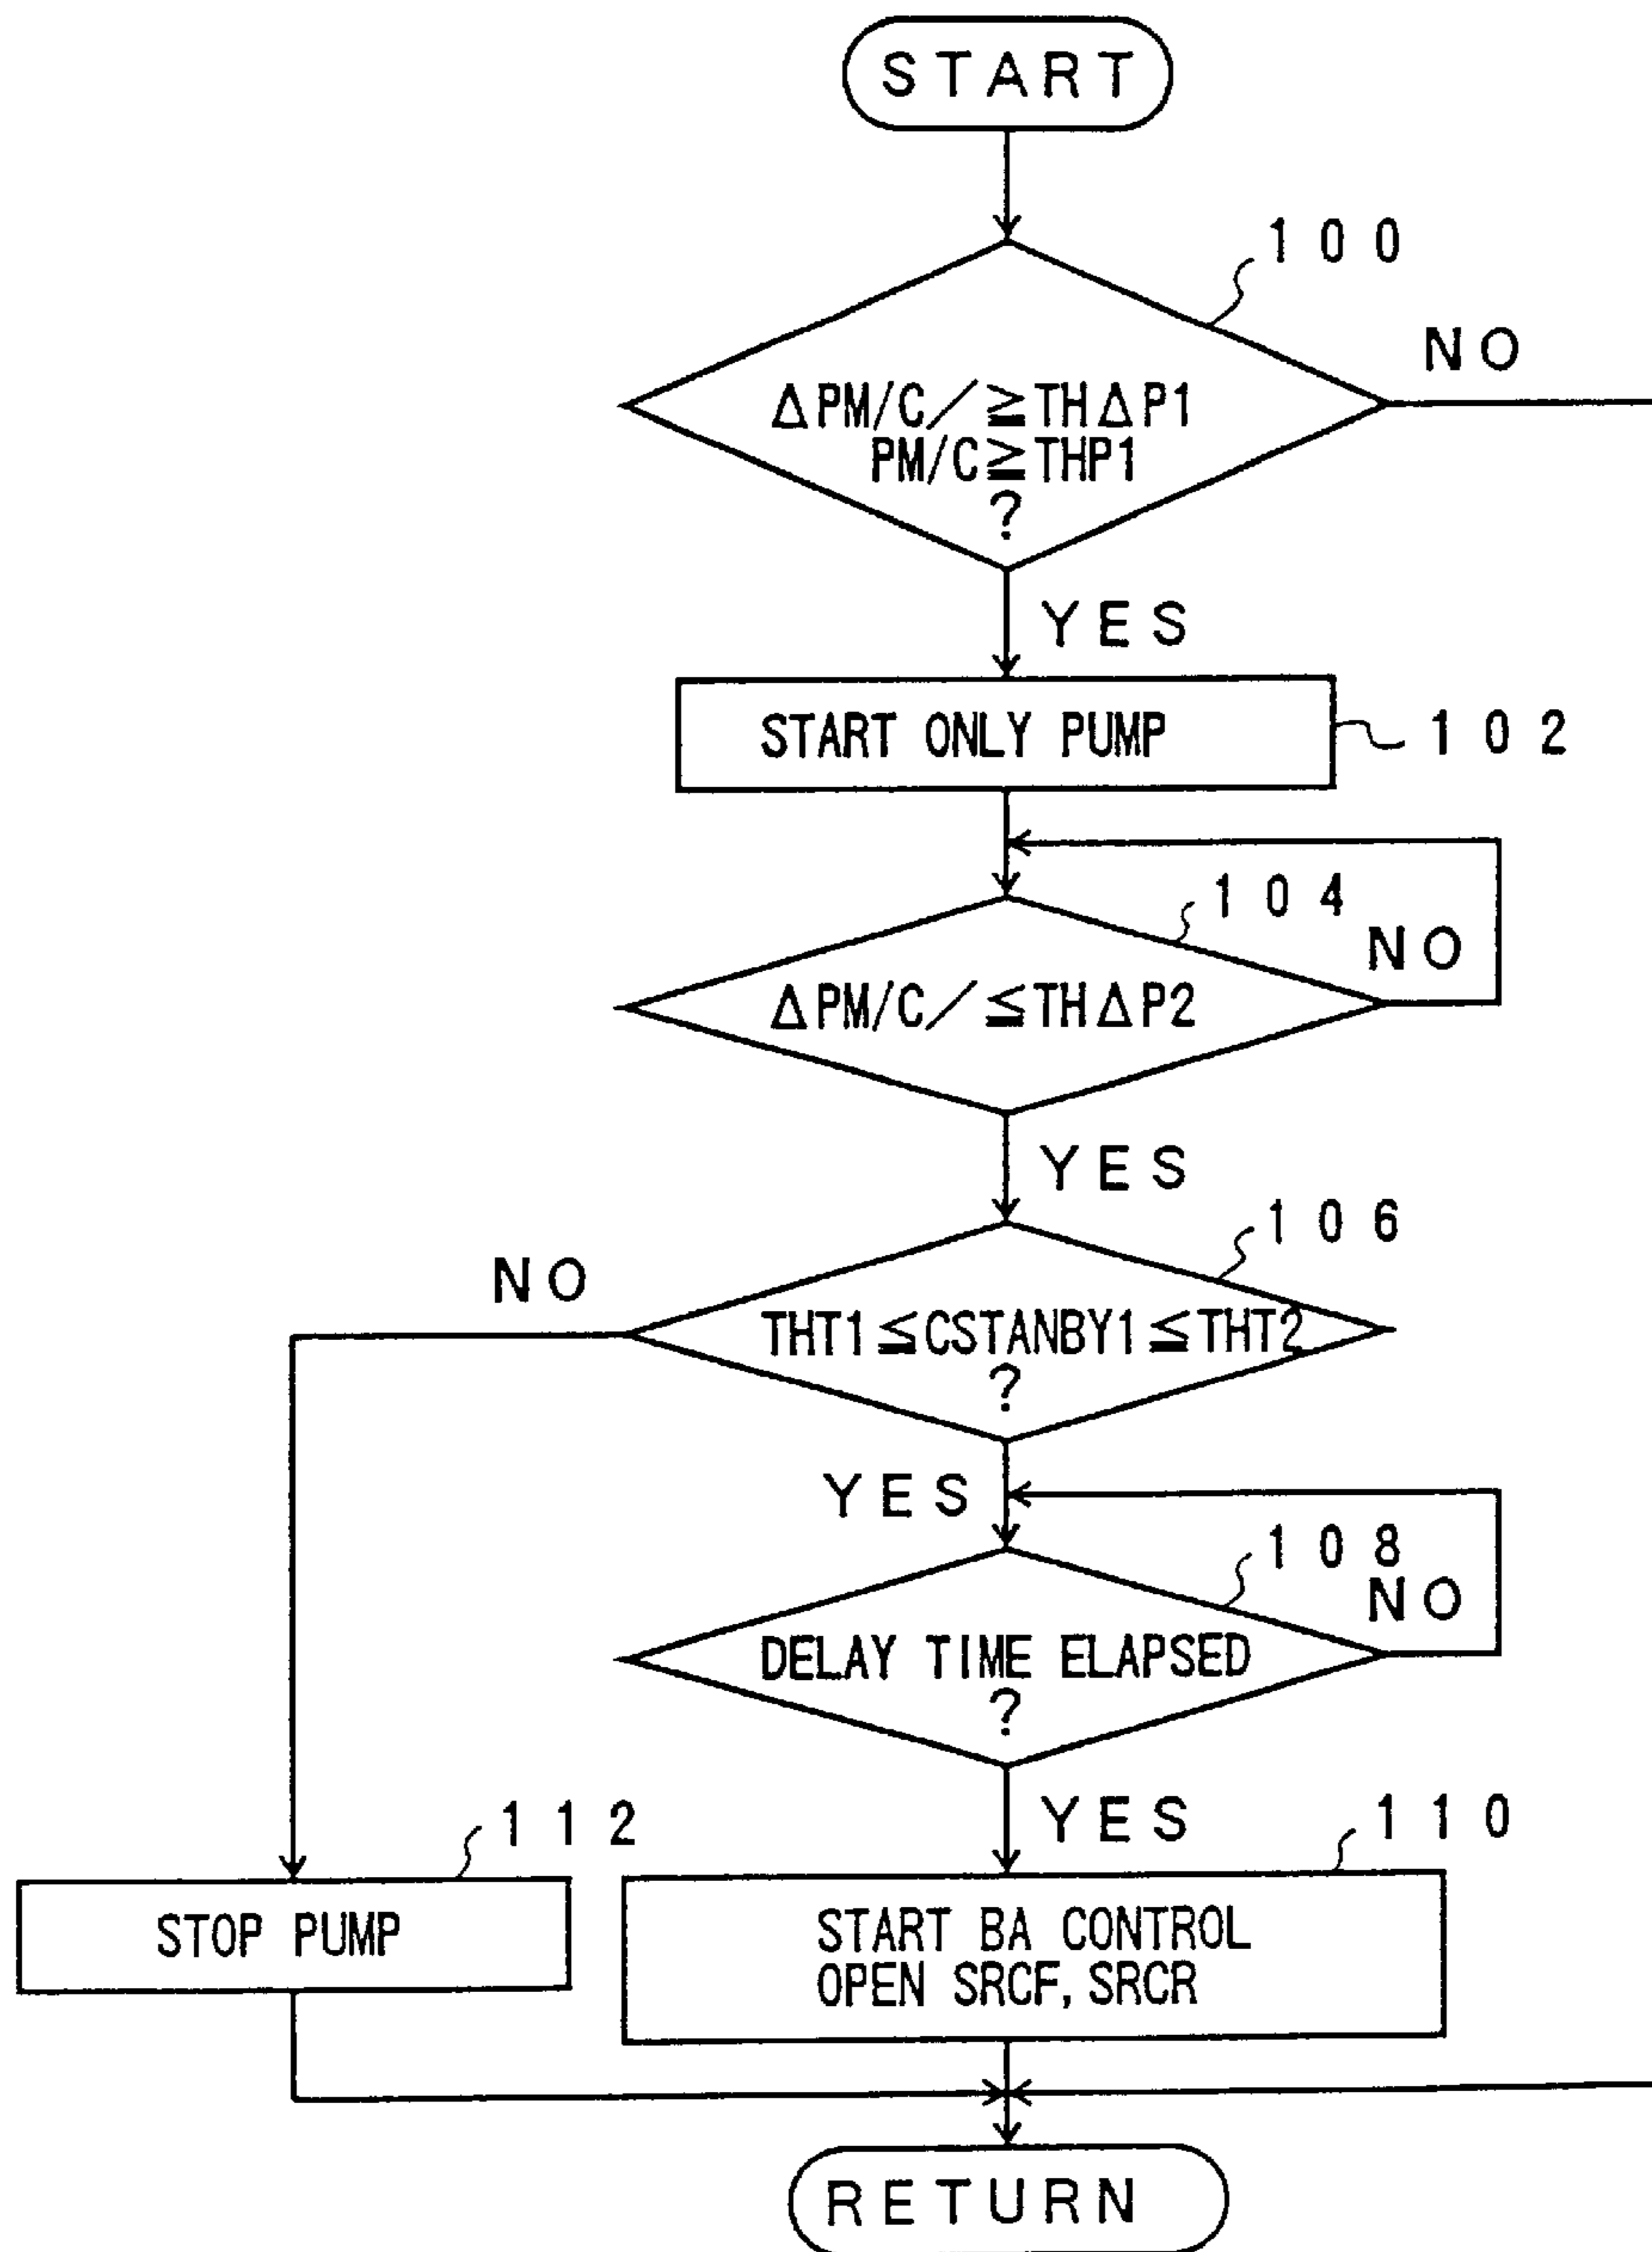 START
100
NO
ΔPM/C/≧THΔP1
PM/C≧THP1
?
YES
START ONLY PUMP
102
104
NO
ΔPM/C/≦THΔP2
YES
106
NO
THT1≦CSTANBY1≦THT2
?
YES
108
NO
DELAY TIME ELAPSED
?
YES
112
110
STOP PUMP
START BA CONTROL
OPEN SRCF, SRCR
RETURN